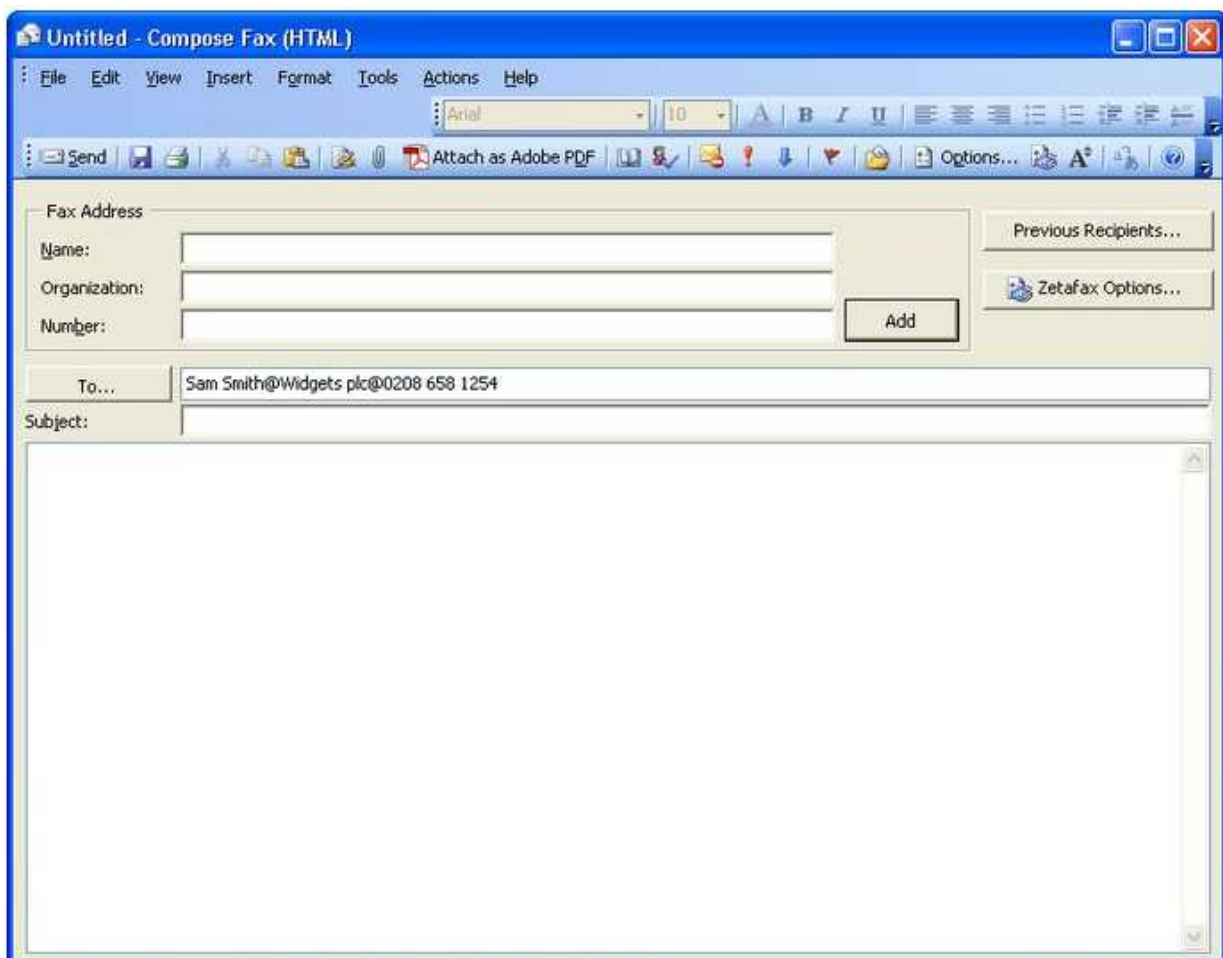 Untitled - Compose Fax (HTML)
File Edit View Insert Format Tools Actions Help
Arial 10 A B I U
Send Attach as Adobe PDF Options...
Fax Address
Name:
Organization:
Number:
Add
Previous Recipients...
Zetafax Options...
To... Sam Smith@Widgets plc@0208 658 1254
Subject: